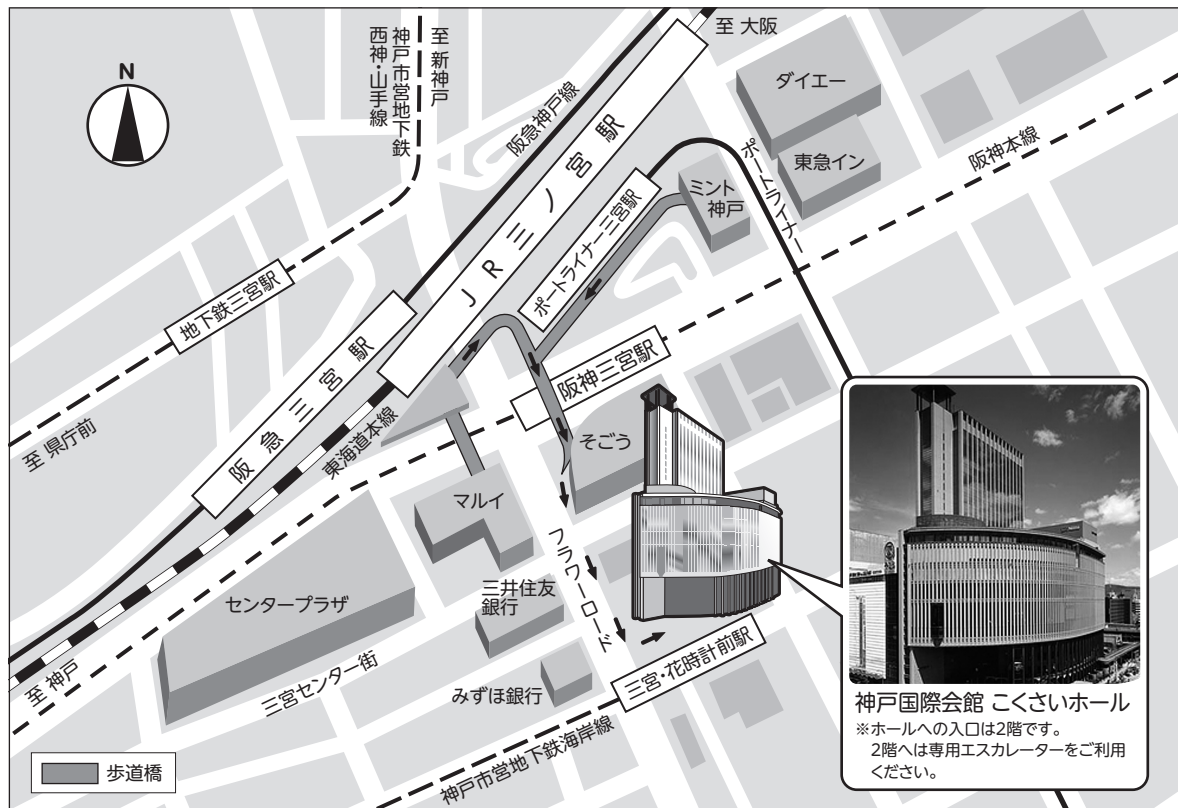 N
至 新神戸
神戸市営地下鉄
西神・山手線
至 大阪
ダイエー
東急イン
阪急神戸線
JR三ノ宮駅
ポートライナー
阪神本線
ミント
神戸
ポートライナー三宮駅
地下鉄三宮駅
至 県庁前
阪急三宮駅
東海道本線
阪神三宮駅
そごう
マルイ
フラワーロード
三井住友
銀行
センタープラザ
至 神戸
三宮センター街
みずほ銀行
三宮・花時計前駅
神戸市営地下鉄海岸線
歩道橋
神戸国際会館 こくさいホール
※ホールへの入口は2階です。
2階へは専用エスカレーターをご利用
ください。